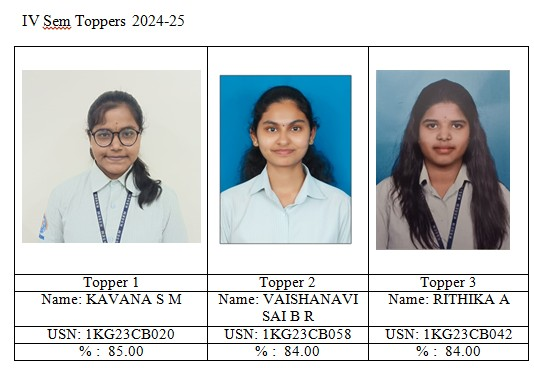 IV Sem Toppers 2024-25
Topper 1
Topper 2
Topper 3
Name: KAVANA S M
Name: VAISHANAVI
SAI B R
Name: RITHIKA A
USN: 1KG23CB020
USN: 1KG23CB058
USN: 1KG23CB042
% : 85.00
% : 84.00
% : 84.00